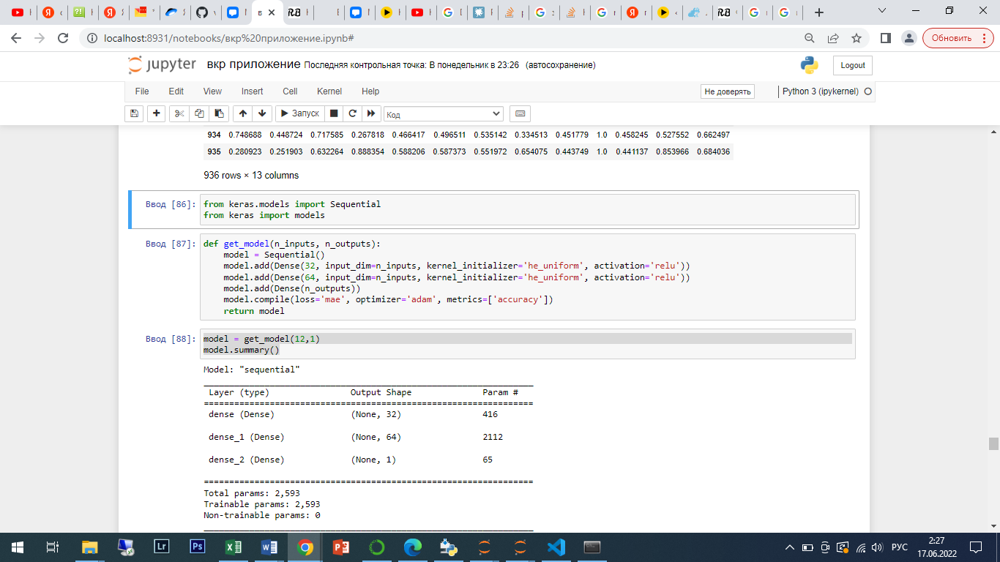 localhost:8931/notebooks/вкр%20приложение.ipynb#
Обновить
jupyter вкр приложение Последняя контрольная точка: В понедельник в 23:26 (автосохранение)
Logout
File Edit View Insert Cell Kernel Help
Не доверять
Python 3 (ipykernel)
Запуск
Код
934 0.748688 0.448724 0.717585 0.267818 0.466417 0.496511 0.535142 0.334513 0.451779 1.0 0.458245 0.527552 0.662497
935 0.280923 0.251903 0.632264 0.888354 0.588206 0.587373 0.551972 0.654075 0.443749 1.0 0.441137 0.853966 0.684036
936 rows × 13 columns
Ввод [86]:
from keras.models import Sequential
from keras import models
Ввод [87]:
def get_model(n_inputs, n_outputs):
    model = Sequential()
    model.add(Dense(32, input_dim=n_inputs, kernel_initializer='he_uniform', activation='relu'))
    model.add(Dense(64, input_dim=n_inputs, kernel_initializer='he_uniform', activation='relu'))
    model.add(Dense(n_outputs))
    model.compile(loss='mae', optimizer='adam', metrics=['accuracy'])
    return model
Ввод [88]:
model = get_model(12,1)
model.summary()
Model: "sequential"
Layer (type) Output Shape Param #
=================================================================
dense (Dense) (None, 32) 416
dense_1 (Dense) (None, 64) 2112
dense_2 (Dense) (None, 1) 65
=================================================================
Total params: 2,593
Trainable params: 2,593
Non-trainable params: 0
Lr
Ps
РУС
2:27
17.06.2022